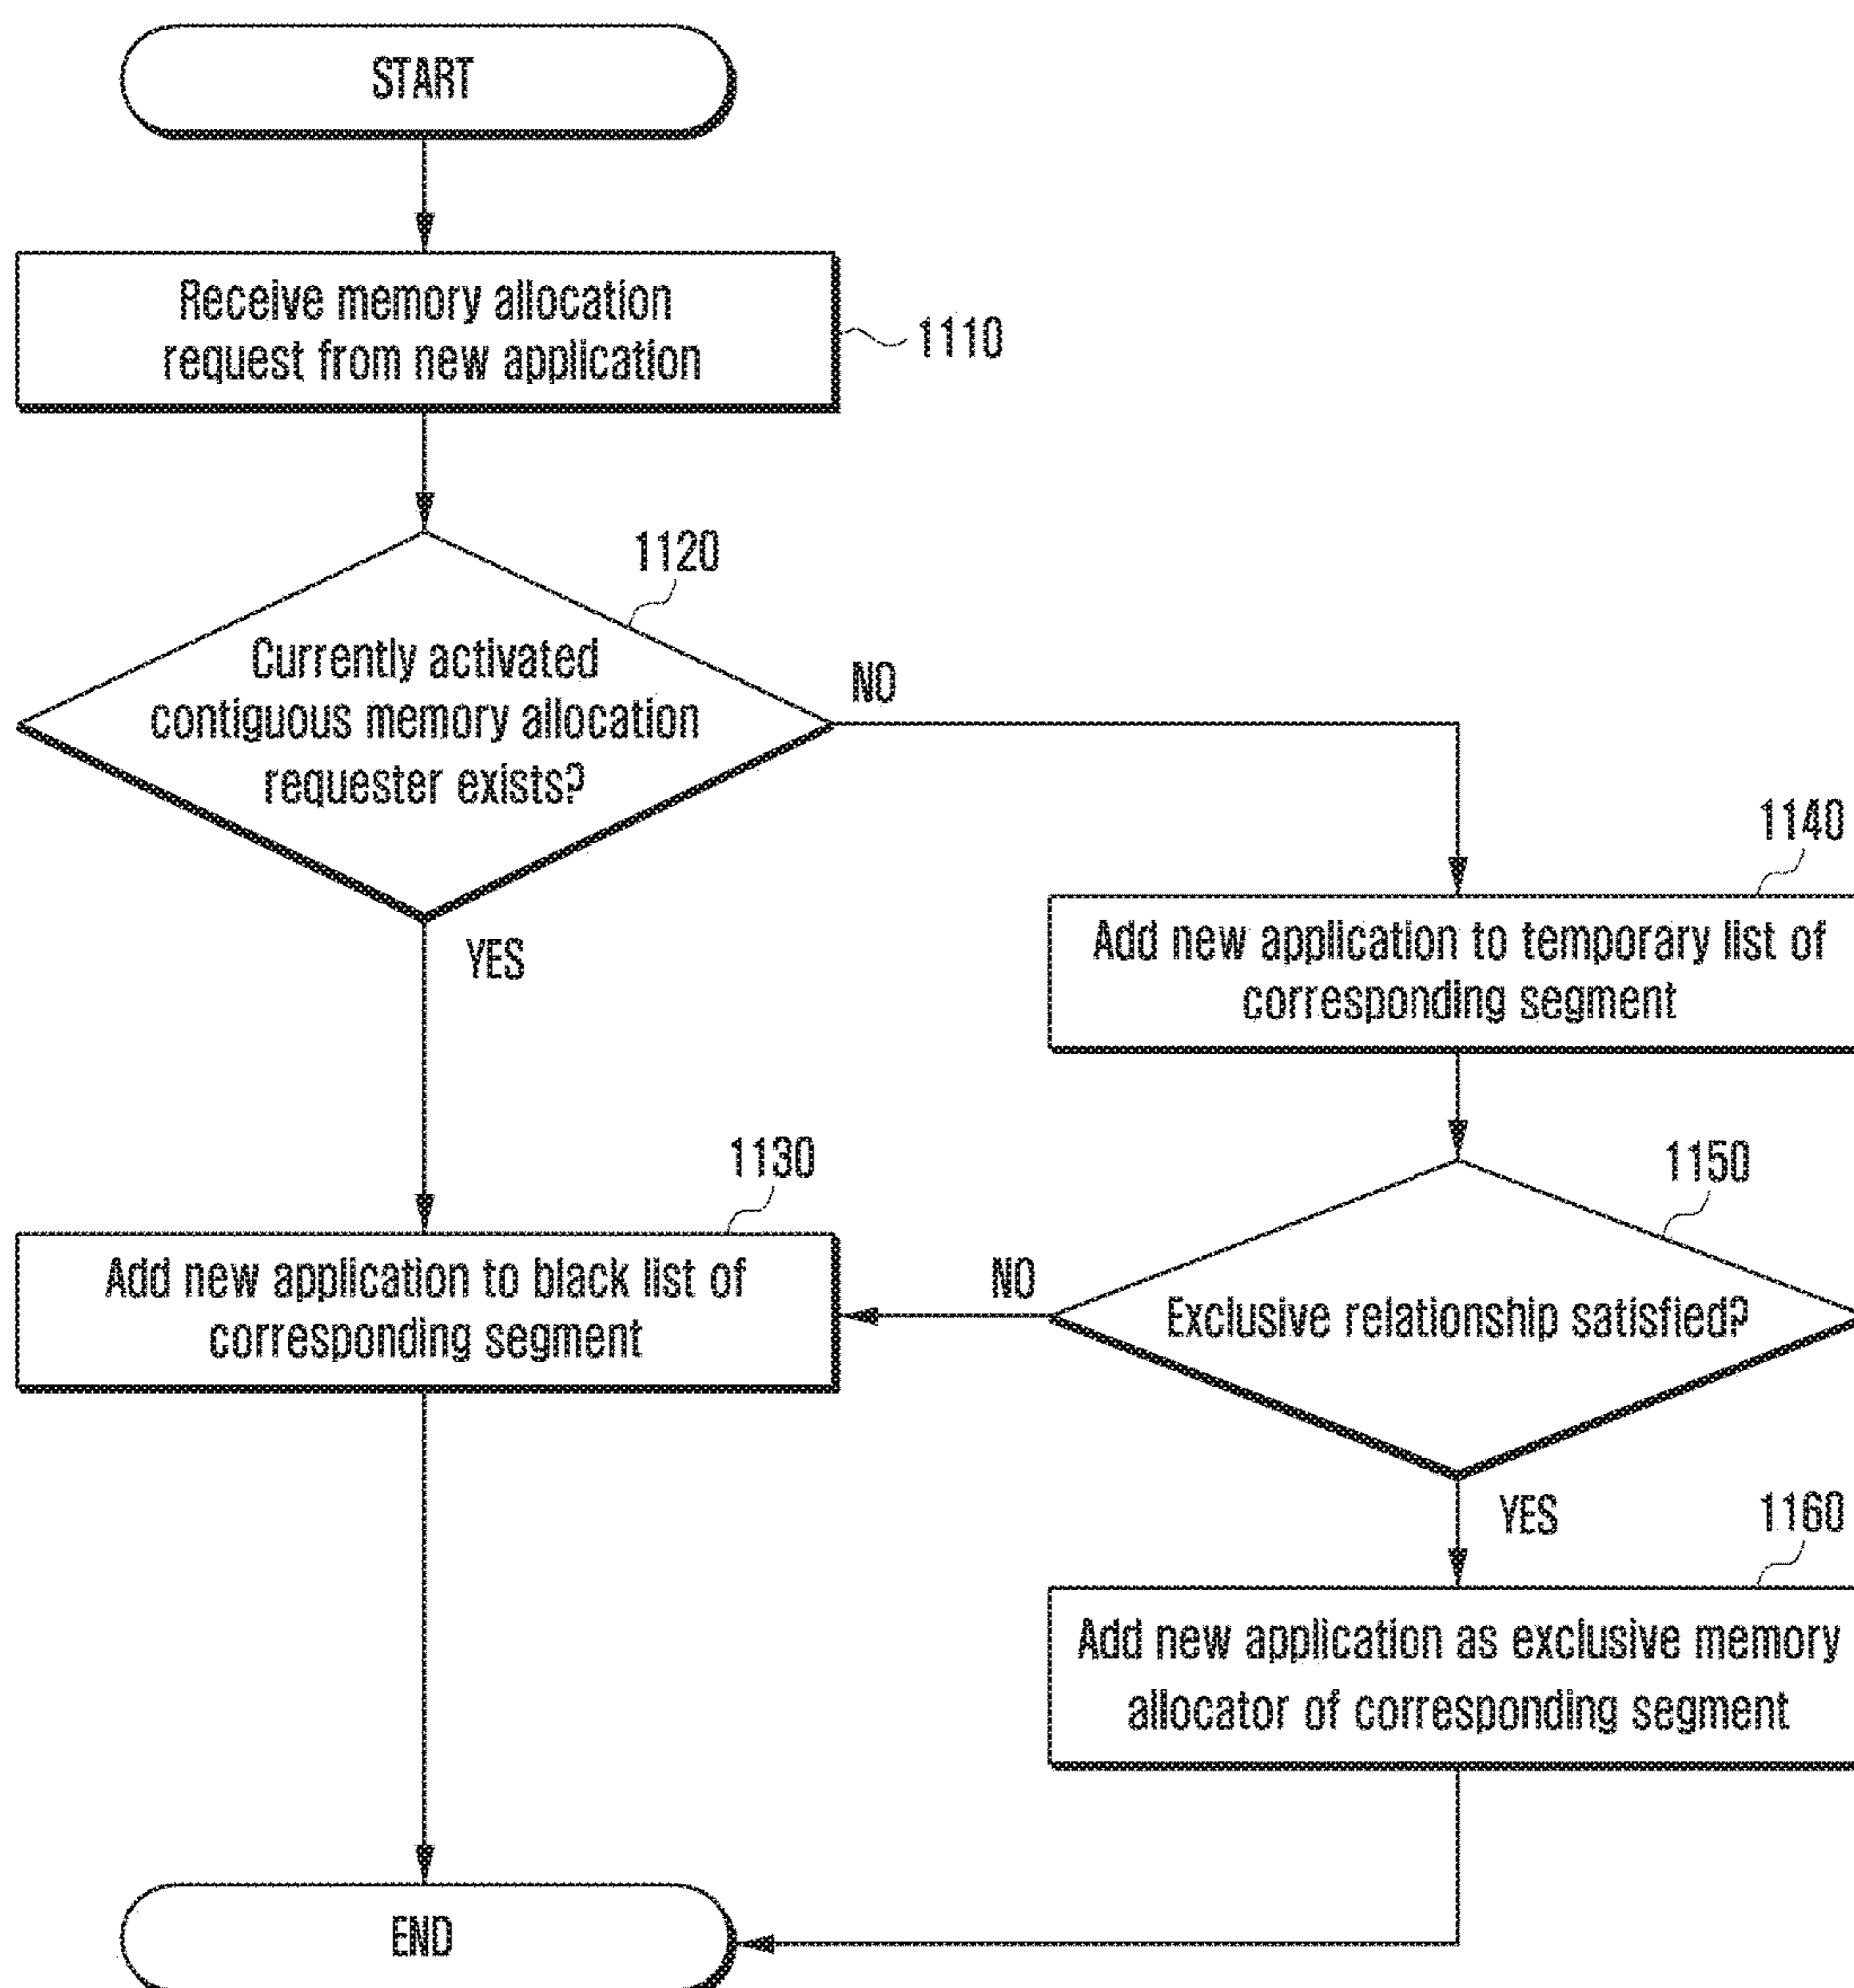 START
Receive memory allocation
request from new application
1110
1120
Currently activated
contiguous memory allocation
requester exists?
NO
YES
1140
Add new application to temporary list of
corresponding segment
1130
Add new application to black list of
corresponding segment
1150
NO
Exclusive relationship satisfied?
YES
1160
Add new application as exclusive memory
allocator of corresponding segment
END